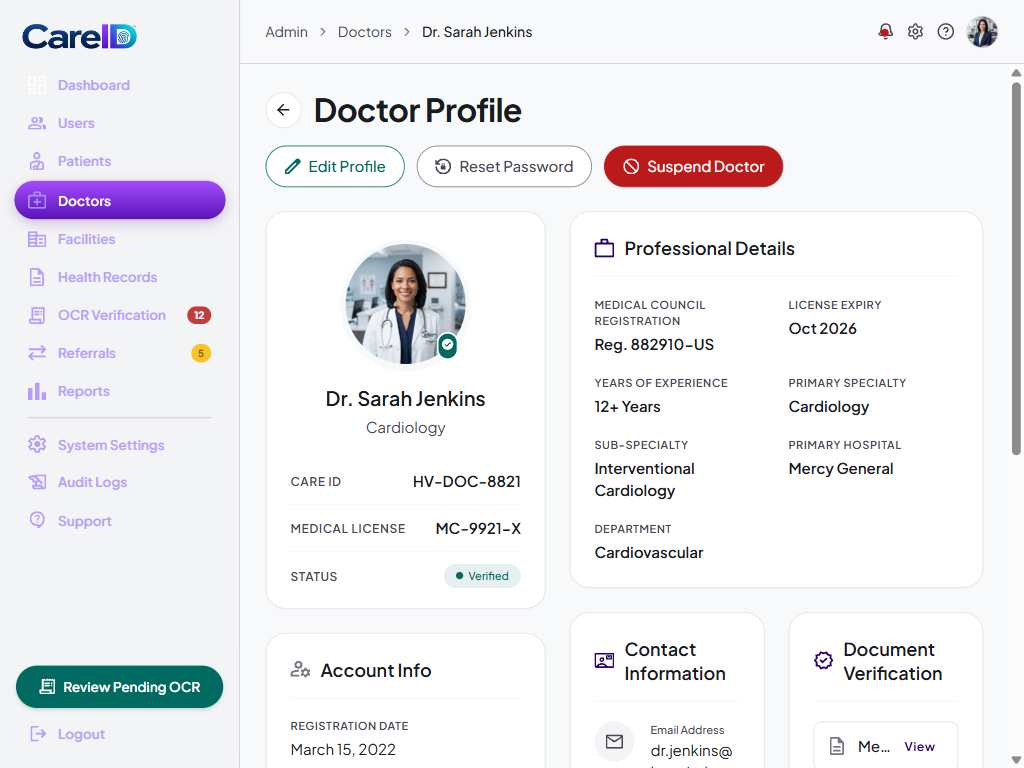 CareID
Admin > Doctors > Dr. Sarah Jenkins
Dashboard
Users
Patients
Doctors
Facilities
Health Records
OCR Verification 12
Referrals 5
Reports
System Settings
Audit Logs
Support
Review Pending OCR
Logout
Doctor Profile
Edit Profile
Reset Password
Suspend Doctor
Dr. Sarah Jenkins
Cardiology
CARE ID HV-DOC-8821
MEDICAL LICENSE MC-9921-X
STATUS Verified
Account Info
REGISTRATION DATE
March 15, 2022
Professional Details
MEDICAL COUNCIL
REGISTRATION
Reg. 882910-US
LICENSE EXPIRY
Oct 2026
YEARS OF EXPERIENCE
12+ Years
PRIMARY SPECIALTY
Cardiology
SUB-SPECIALTY
Interventional
Cardiology
PRIMARY HOSPITAL
Mercy General
DEPARTMENT
Cardiovascular
Contact
Information
Email Address
dr.jenkins@
Document
Verification
Me... View